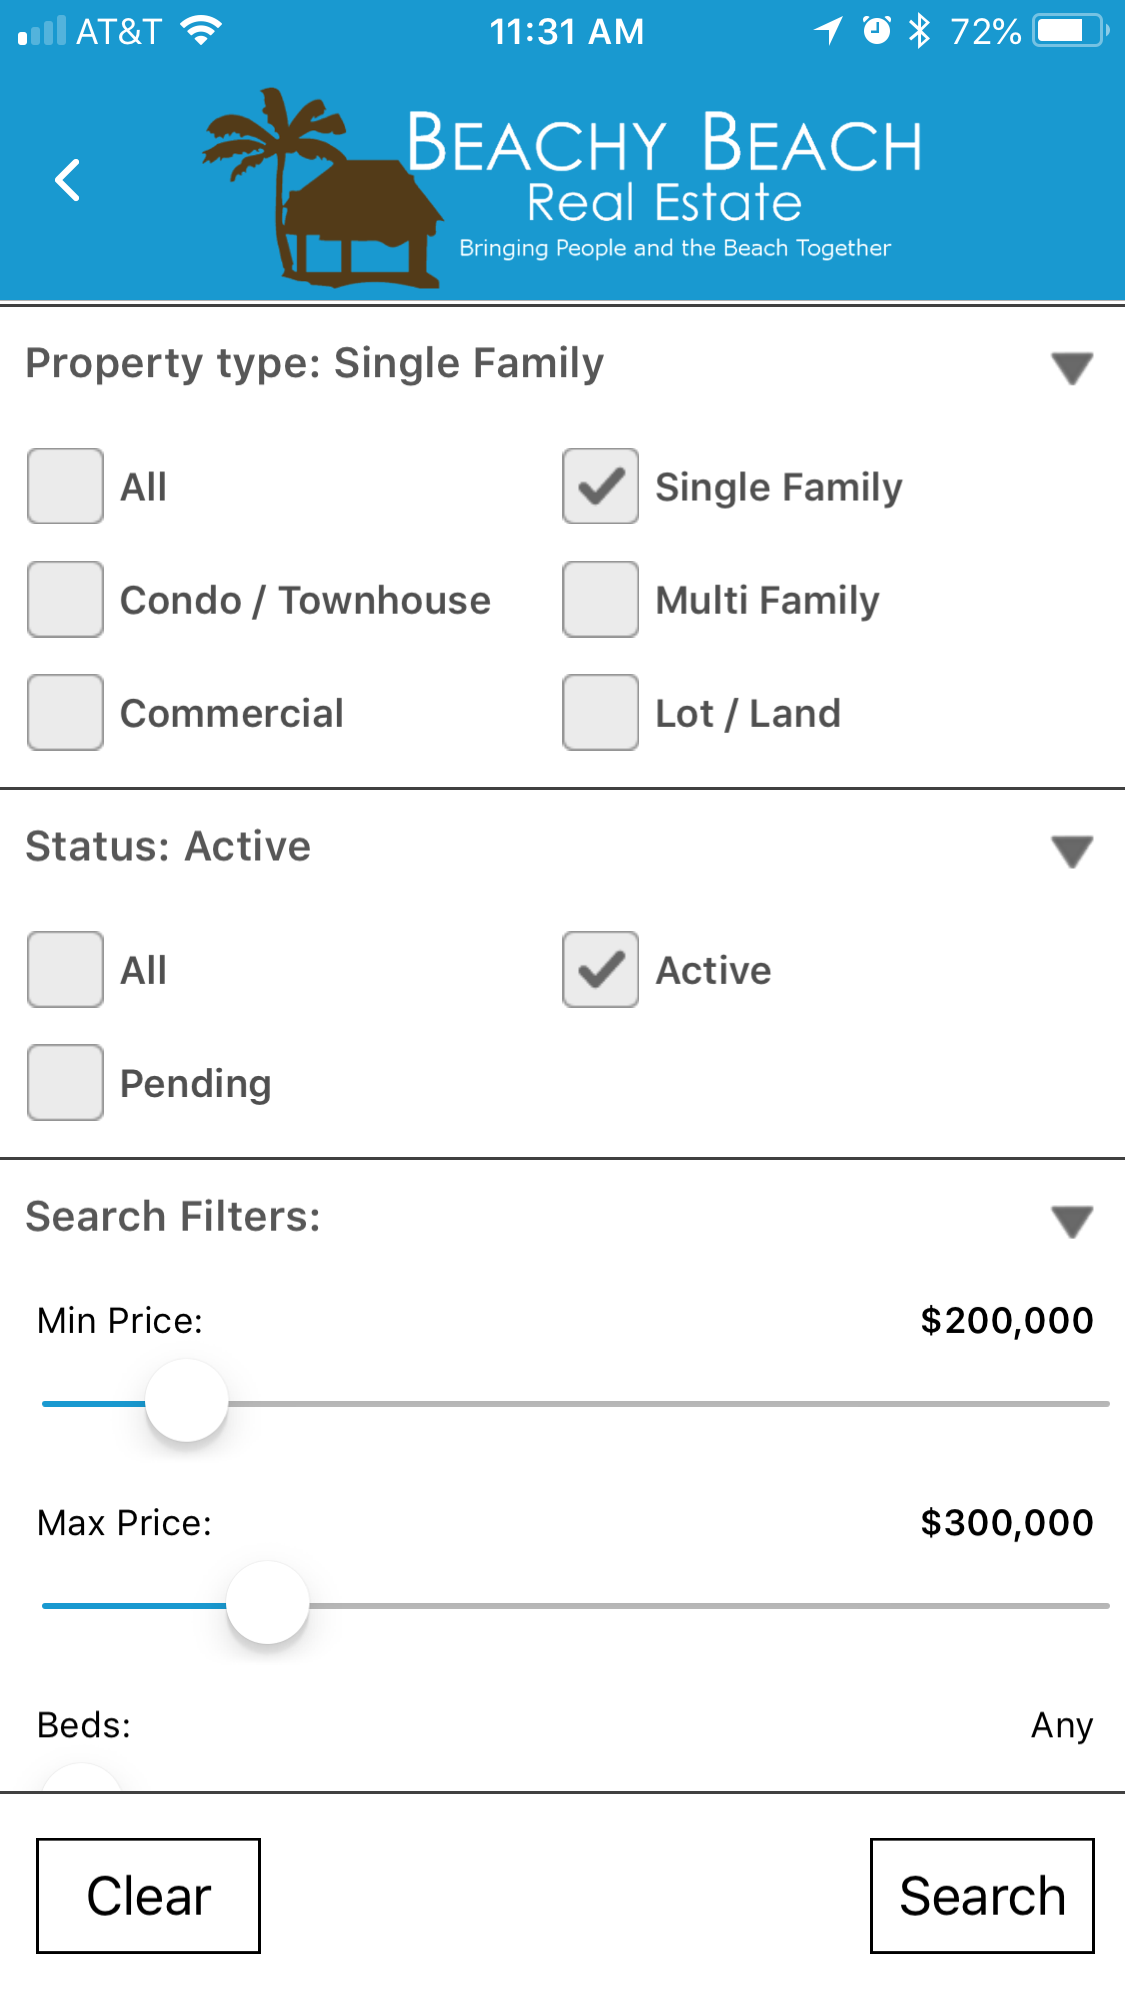 AT&T 11:31 AM 72%
BEACHY BEACH
Real Estate
Bringing People and the Beach Together
Property type: Single Family
All Single Family
Condo / Townhouse Multi Family
Commercial Lot / Land
Status: Active
All Active
Pending
Search Filters:
Min Price: $200,000
Max Price: $300,000
Beds: Any
Clear Search